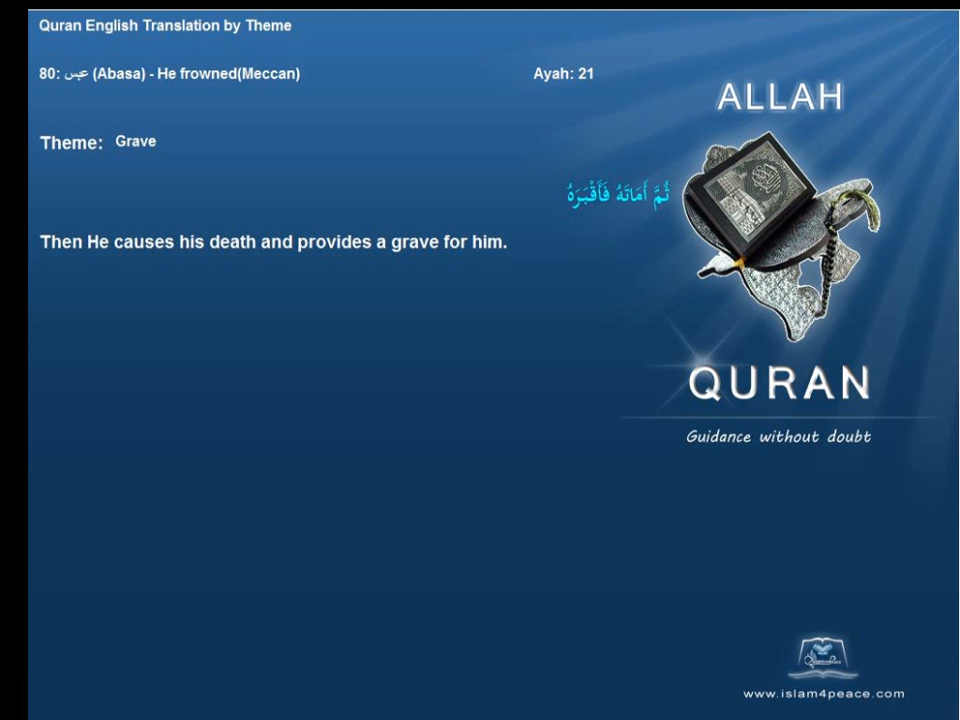 Quran English Translation by Theme
80: عبس (Abasa) - He frowned(Meccan) Ayah: 21
ALLAH
Theme: Grave
ثُمَّ أَمَاتَهُ فَأَقْبَرَهُ
Then He causes his death and provides a grave for him.
QURAN
Guidance without doubt
www.islam4peace.com